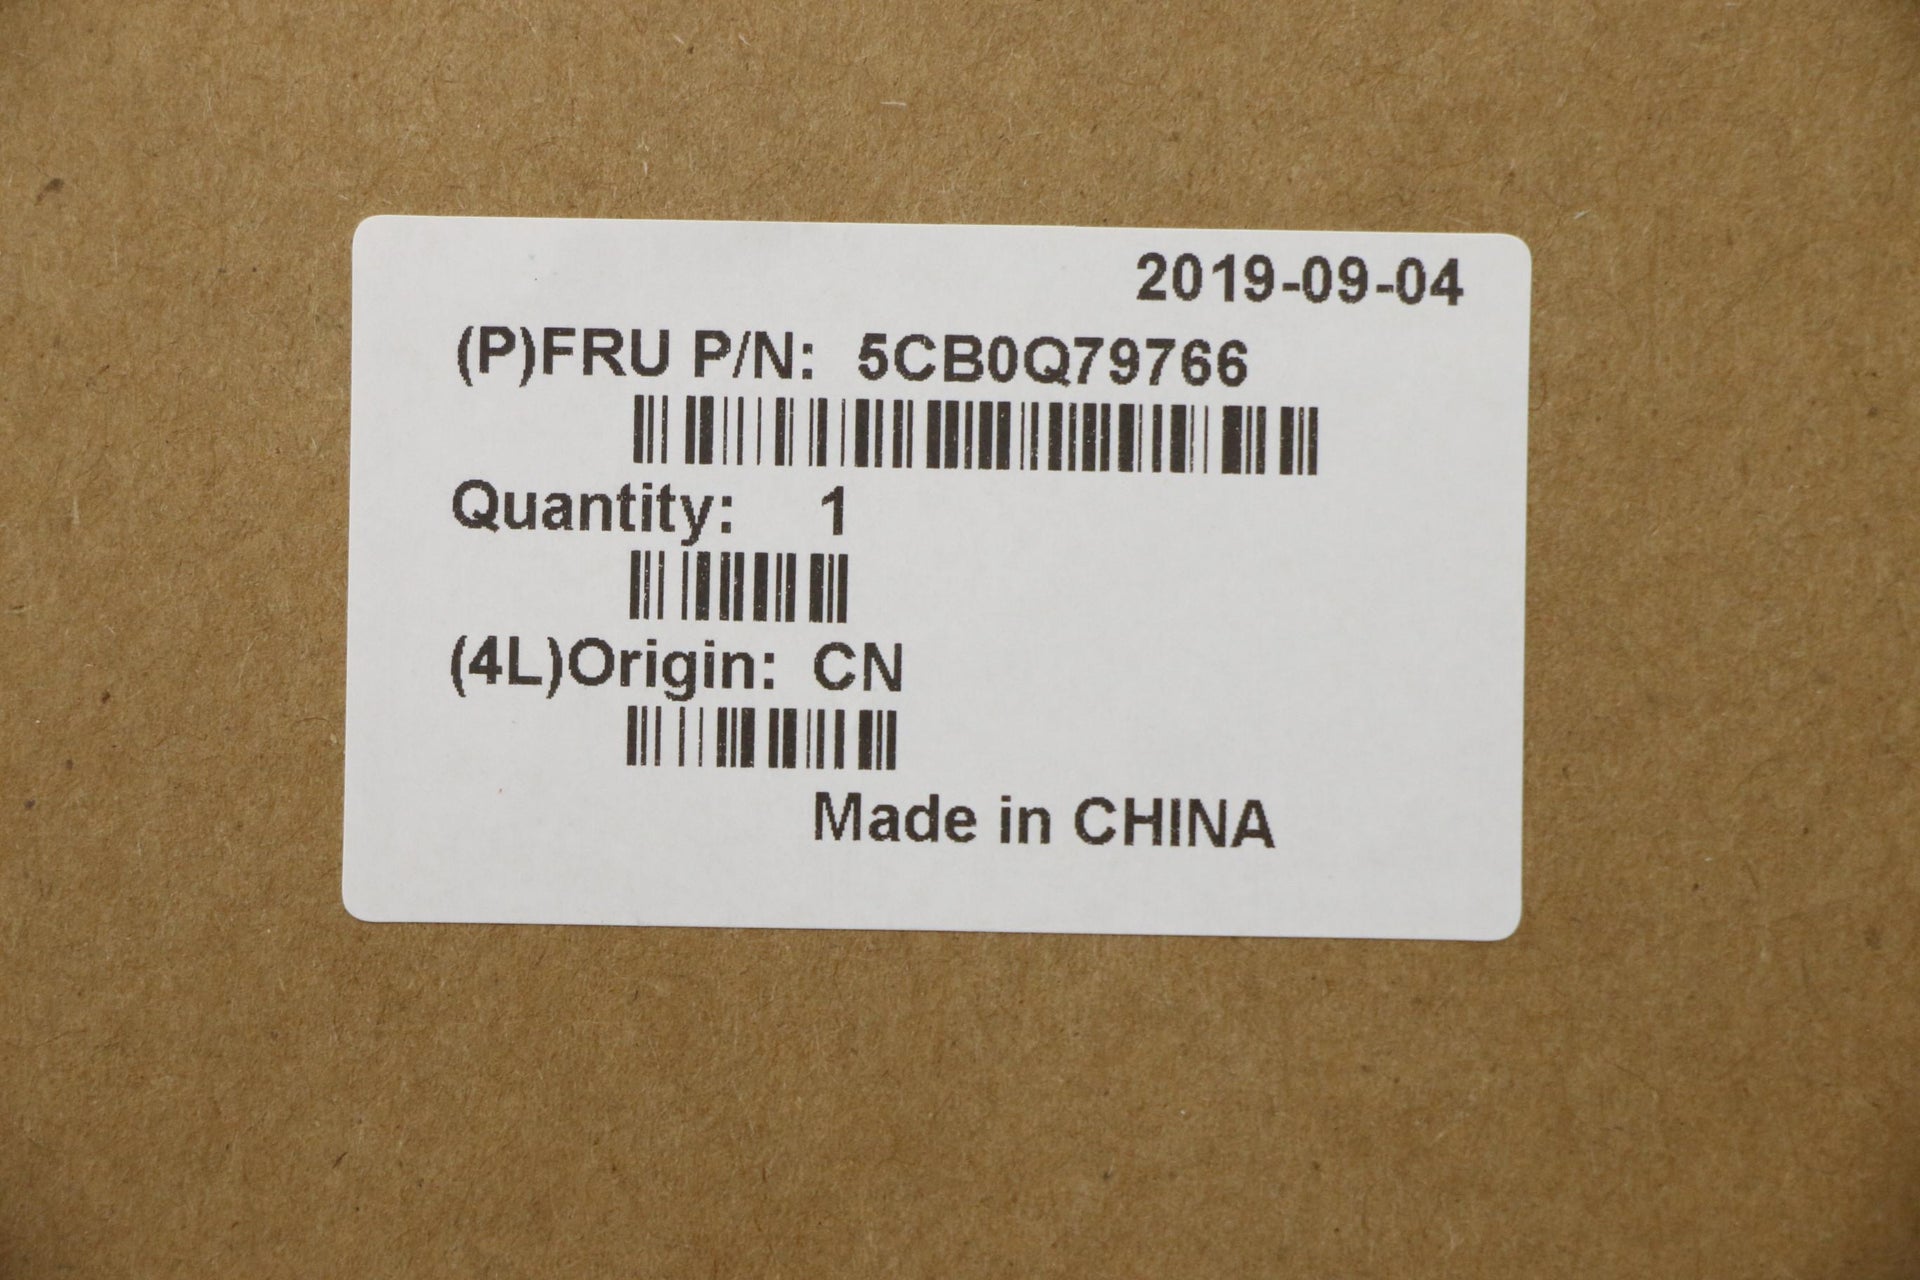 2019-09-04
(P)FRU P/N: 5CB0Q79766
Quantity: 1
(4L)Origin: CN
Made in CHINA